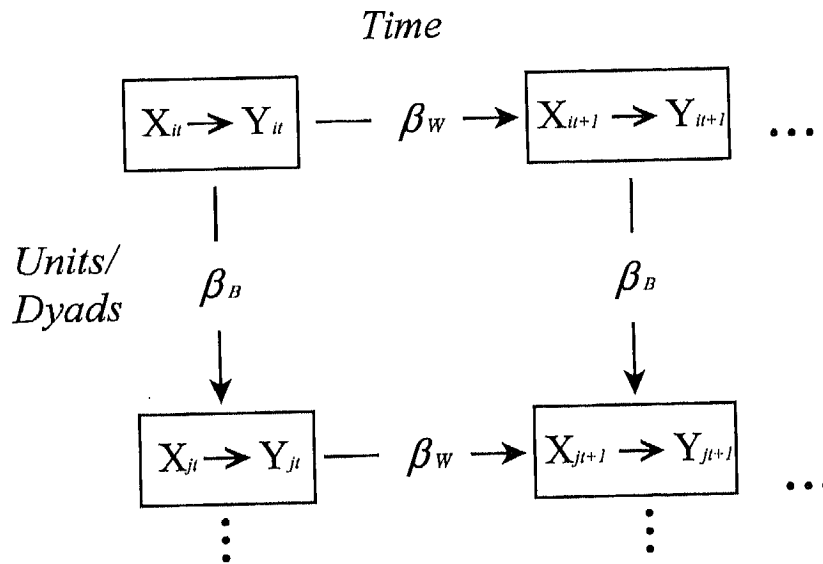 Time
X_it → Y_it — β_W → X_it+1 → Y_it+1 ...
Units/
Dyads
β_B β_B
X_jt → Y_jt — β_W → X_jt+1 → Y_jt+1 ...